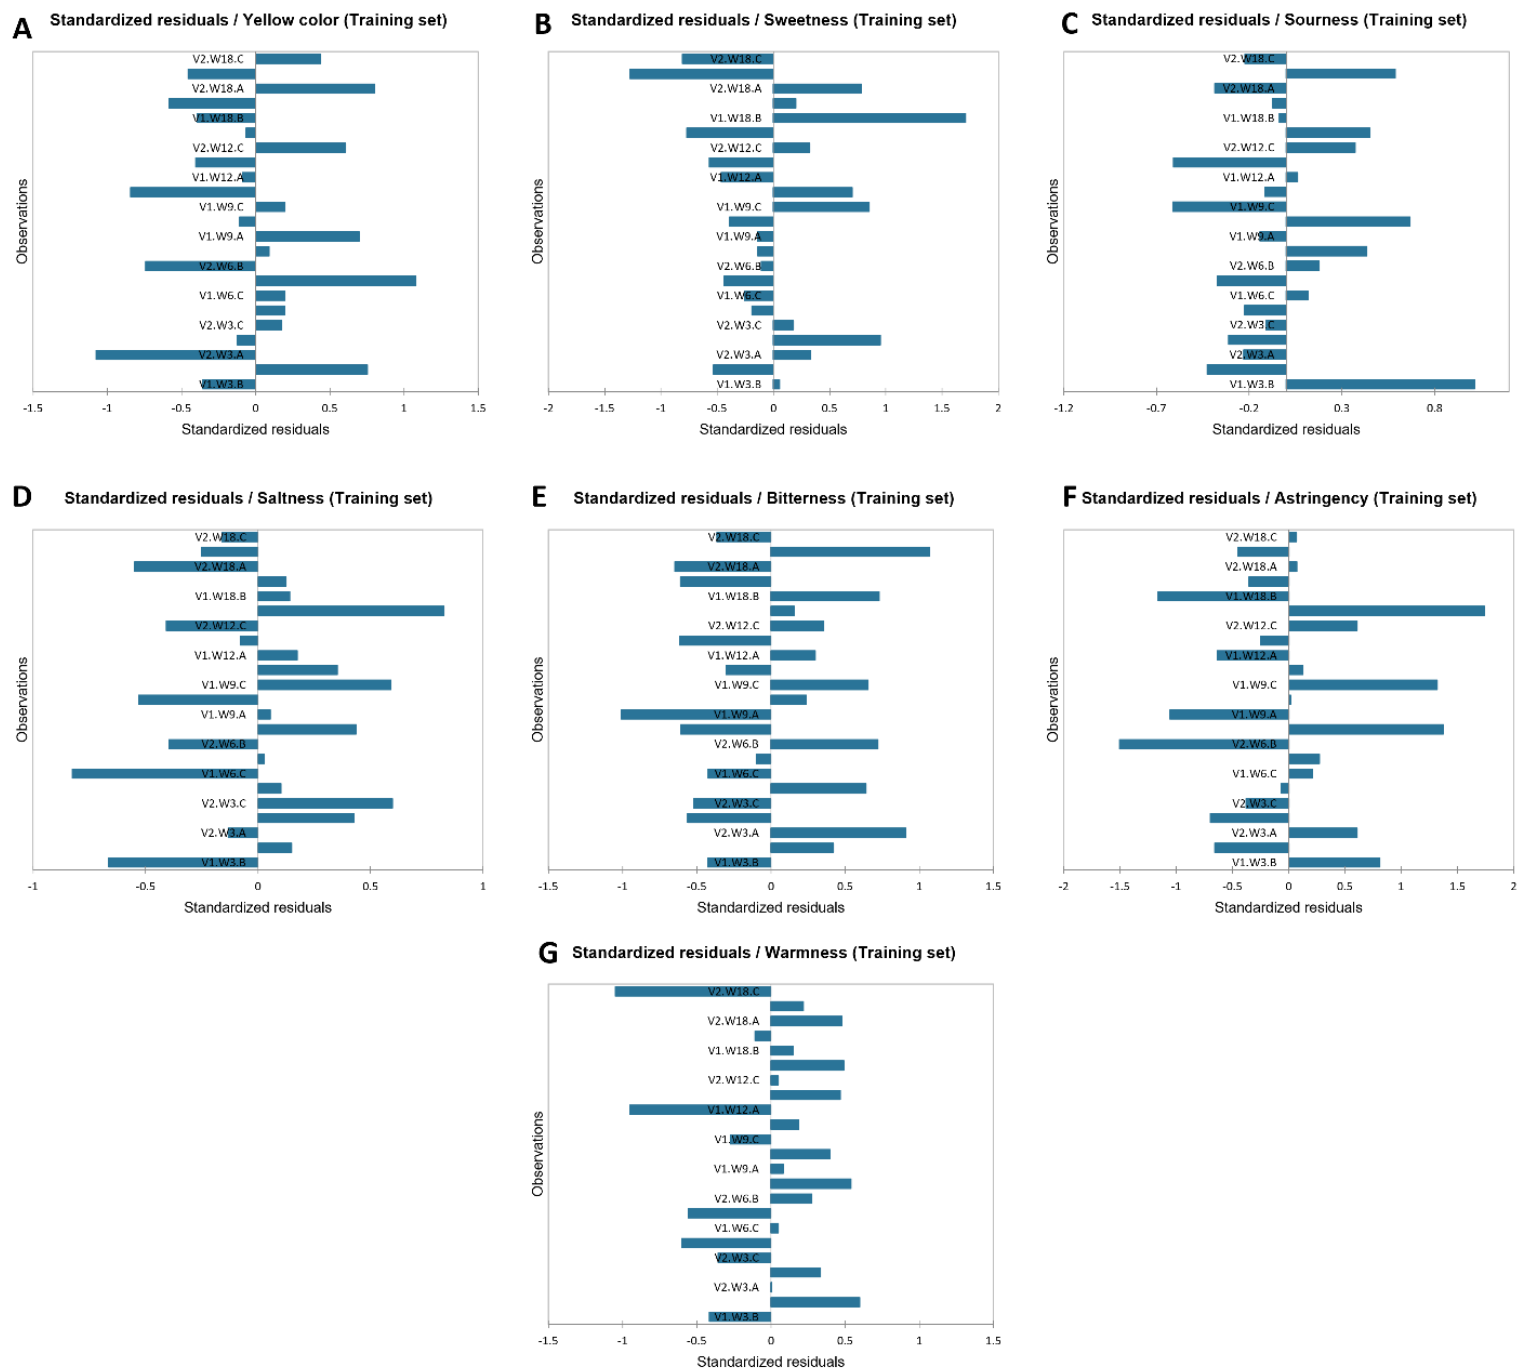 A Standardized residuals / Yellow color (Training set)
V2.W18.C
V2.W18.A
V1.W18.B
V2.W12.C
V1.W12.A
V1.W9.C
V1.W9.A
V2.W6.B
V1.W6.C
V2.W3.C
V2.W3.A
V1.W3.B
Observations
-1.5 -1 -0.5 0 0.5 1 1.5
Standardized residuals
B Standardized residuals / Sweetness (Training set)
V2.W18.C
V2.W18.A
V1.W18.B
V2.W12.C
V1.W12.A
V1.W9.C
V1.W9.A
V2.W6.B
V1.W6.C
V2.W3.C
V2.W3.A
V1.W3.B
Observations
-2 -1.5 -1 -0.5 0 0.5 1 1.5 2
Standardized residuals
C Standardized residuals / Sourness (Training set)
V2.W18.C
V2.W18.A
V1.W18.B
V2.W12.C
V1.W12.A
V1.W9.C
V1.W9.A
V2.W6.B
V1.W6.C
V2.W3.C
V2.W3.A
V1.W3.B
Observations
-1.2 -0.7 -0.2 0.3 0.8
Standardized residuals
D Standardized residuals / Saltness (Training set)
V2.W18.C
V2.W18.A
V1.W18.B
V2.W12.C
V1.W12.A
V1.W9.C
V1.W9.A
V2.W6.B
V1.W6.C
V2.W3.C
V2.W3.A
V1.W3.B
Observations
-1 -0.5 0 0.5 1
Standardized residuals
E Standardized residuals / Bitterness (Training set)
V2.W18.C
V2.W18.A
V1.W18.B
V2.W12.C
V1.W12.A
V1.W9.C
V1.W9.A
V2.W6.B
V1.W6.C
V2.W3.C
V2.W3.A
V1.W3.B
Observations
-1.5 -1 -0.5 0 0.5 1 1.5
Standardized residuals
F Standardized residuals / Astringency (Training set)
V2.W18.C
V2.W18.A
V1.W18.B
V2.W12.C
V1.W12.A
V1.W9.C
V1.W9.A
V2.W6.B
V1.W6.C
V2.W3.C
V2.W3.A
V1.W3.B
Observations
-2 -1.5 -1 -0.5 0 0.5 1 1.5 2
Standardized residuals
G Standardized residuals / Warmness (Training set)
V2.W18.C
V2.W18.A
V1.W18.B
V2.W12.C
V1.W12.A
V1.W9.C
V1.W9.A
V2.W6.B
V1.W6.C
V2.W3.C
V2.W3.A
V1.W3.B
Observations
-1.5 -1 -0.5 0 0.5 1 1.5
Standardized residuals